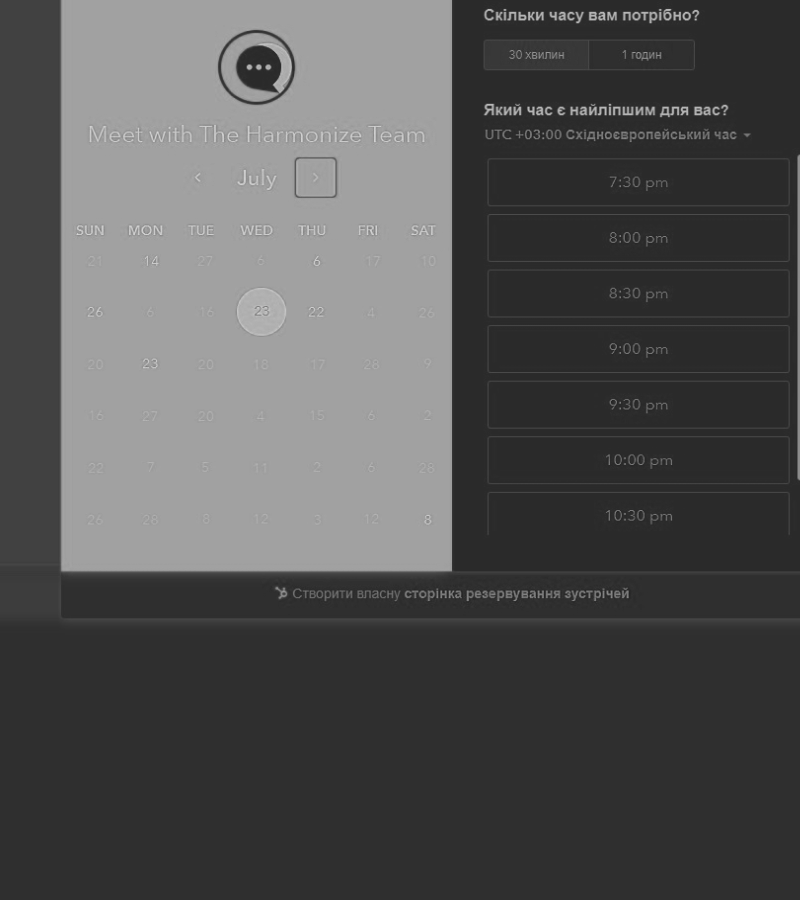 Meet with The Harmonize Team
July
SUN MON TUE WED THU FRI SAT
21 14 27 6 6 17 10
26 6 16 23 22 4 26
20 23 20 18 17 28 9
16 27 20 4 15 6 2
22 7 5 11 2 6 28
26 28 8 12 3 12 8
Скільки часу вам потрібно?
30 хвилин 1 годин
Який час є найліпшим для вас?
UTC +03:00 Східноєвропейський час
7:30 pm
8:00 pm
8:30 pm
9:00 pm
9:30 pm
10:00 pm
10:30 pm
Створити власну сторінка резервування зустрічей